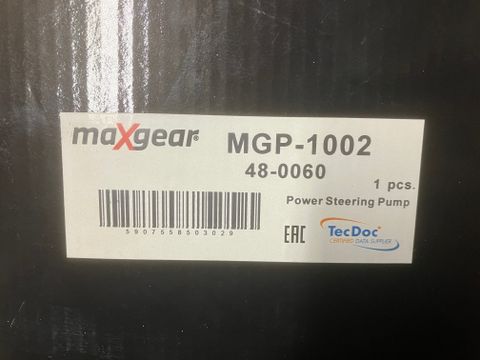 maXgear
MGP-1002
48-0060
1 pcs.
Power Steering Pump
5907558503029
EAC
TecDoc
CERTIFIED DATA SUPPLIER